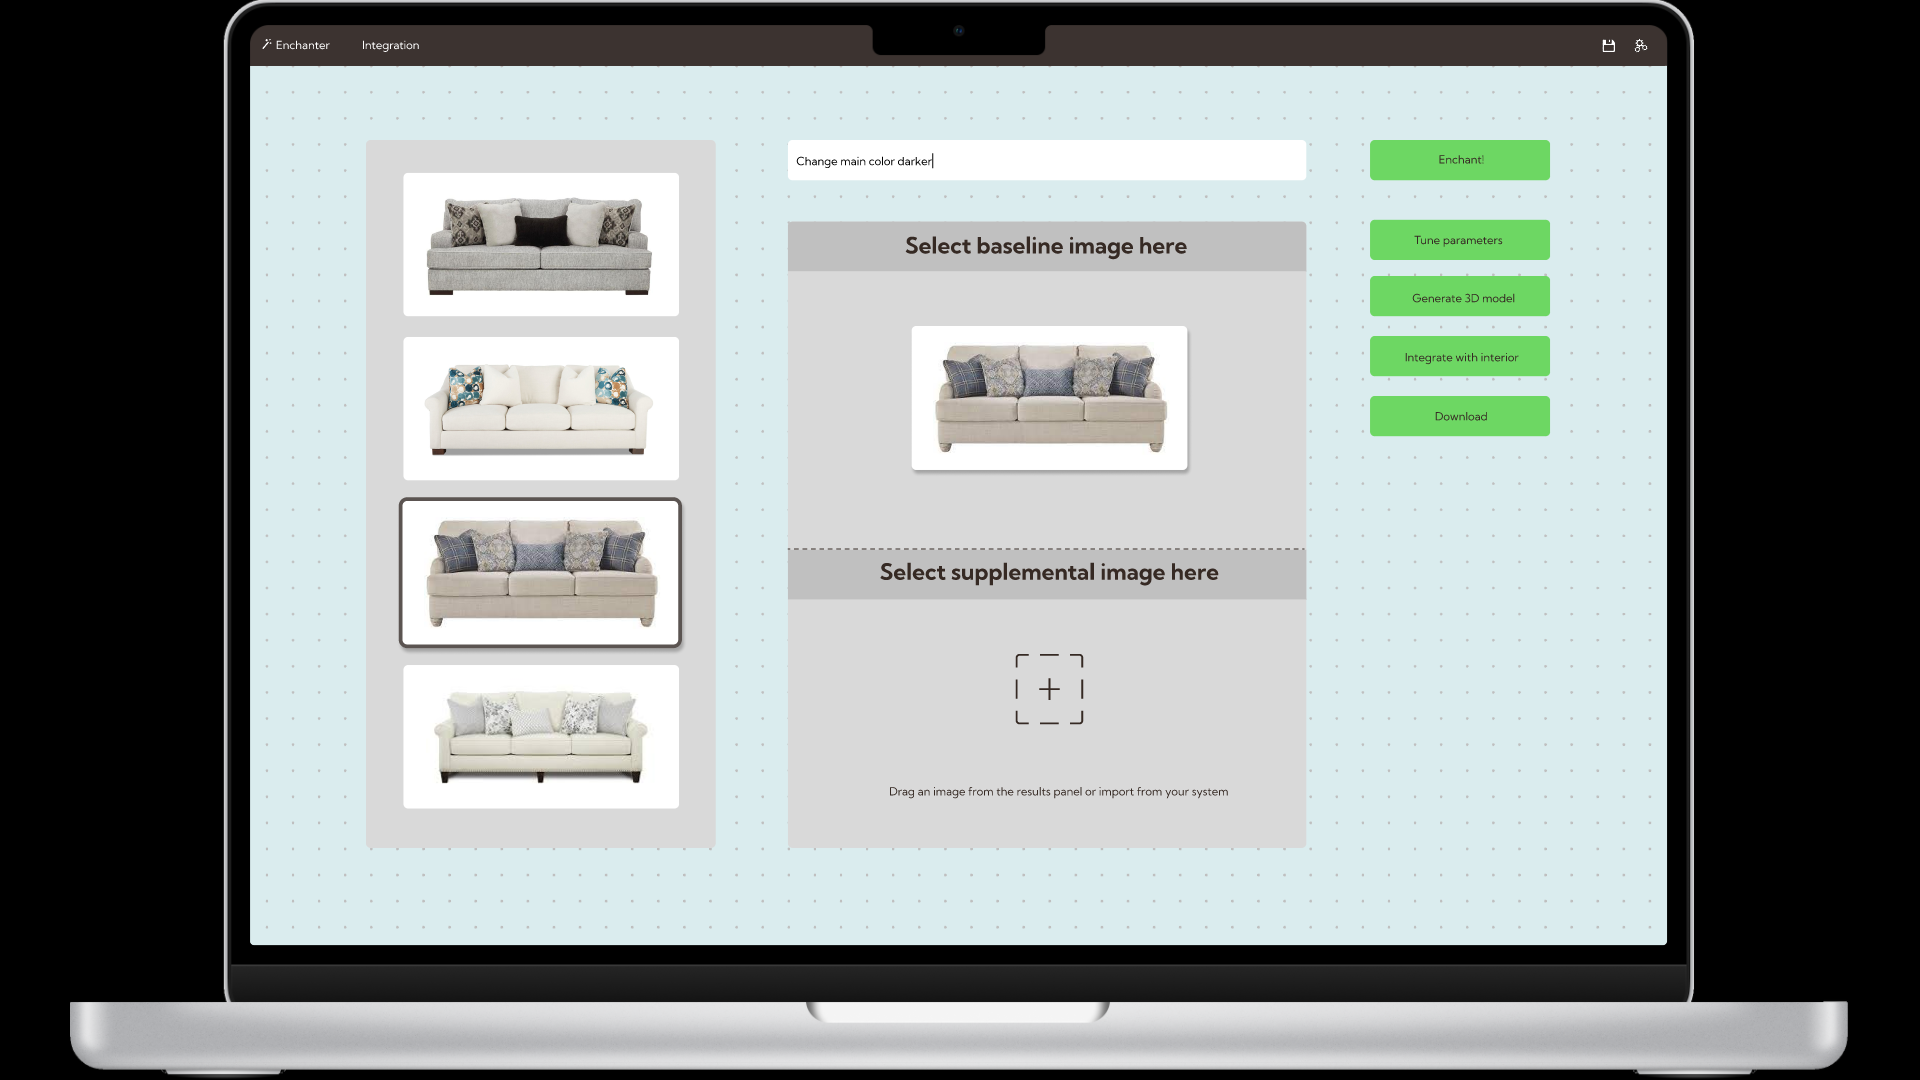 Enchanter
Integration
Change main color darker
Enchant!
Select baseline image here
Tune parameters
Generate 3D model
Integrate with interior
Download
Select supplemental image here
Drag an image from the results panel or import from your system